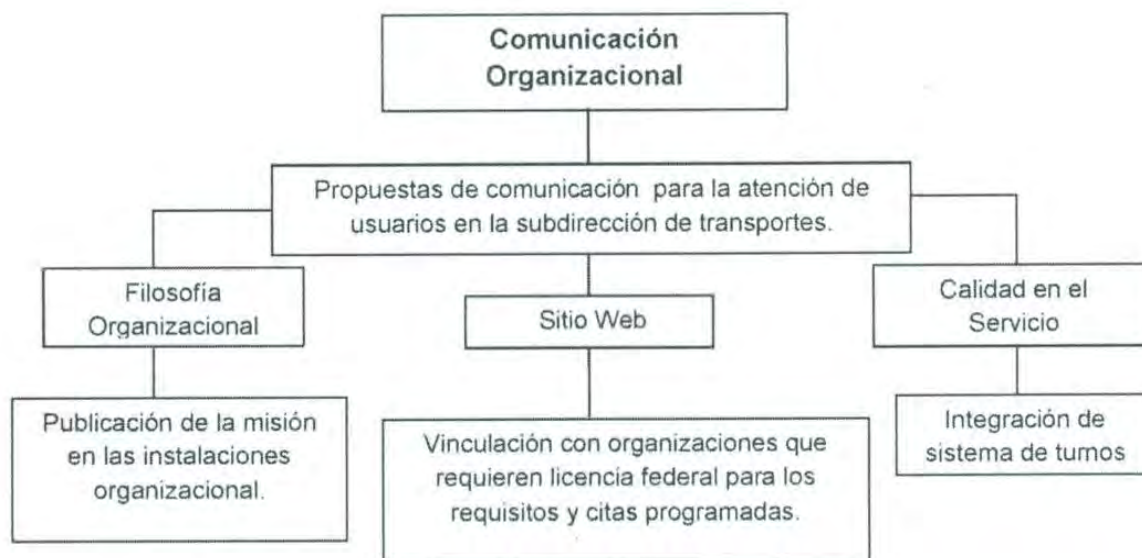 Comunicación
Organizacional
Propuestas de comunicación para la atención de
usuarios en la subdirección de transportes.
Filosofía
Organizacional
Sitio Web
Calidad en el
Servicio
Publicación de la misión
en las instalaciones
organizacional.
Vinculación con organizaciones que
requieren licencia federal para los
requisitos y citas programadas.
Integración de
sistema de turnos